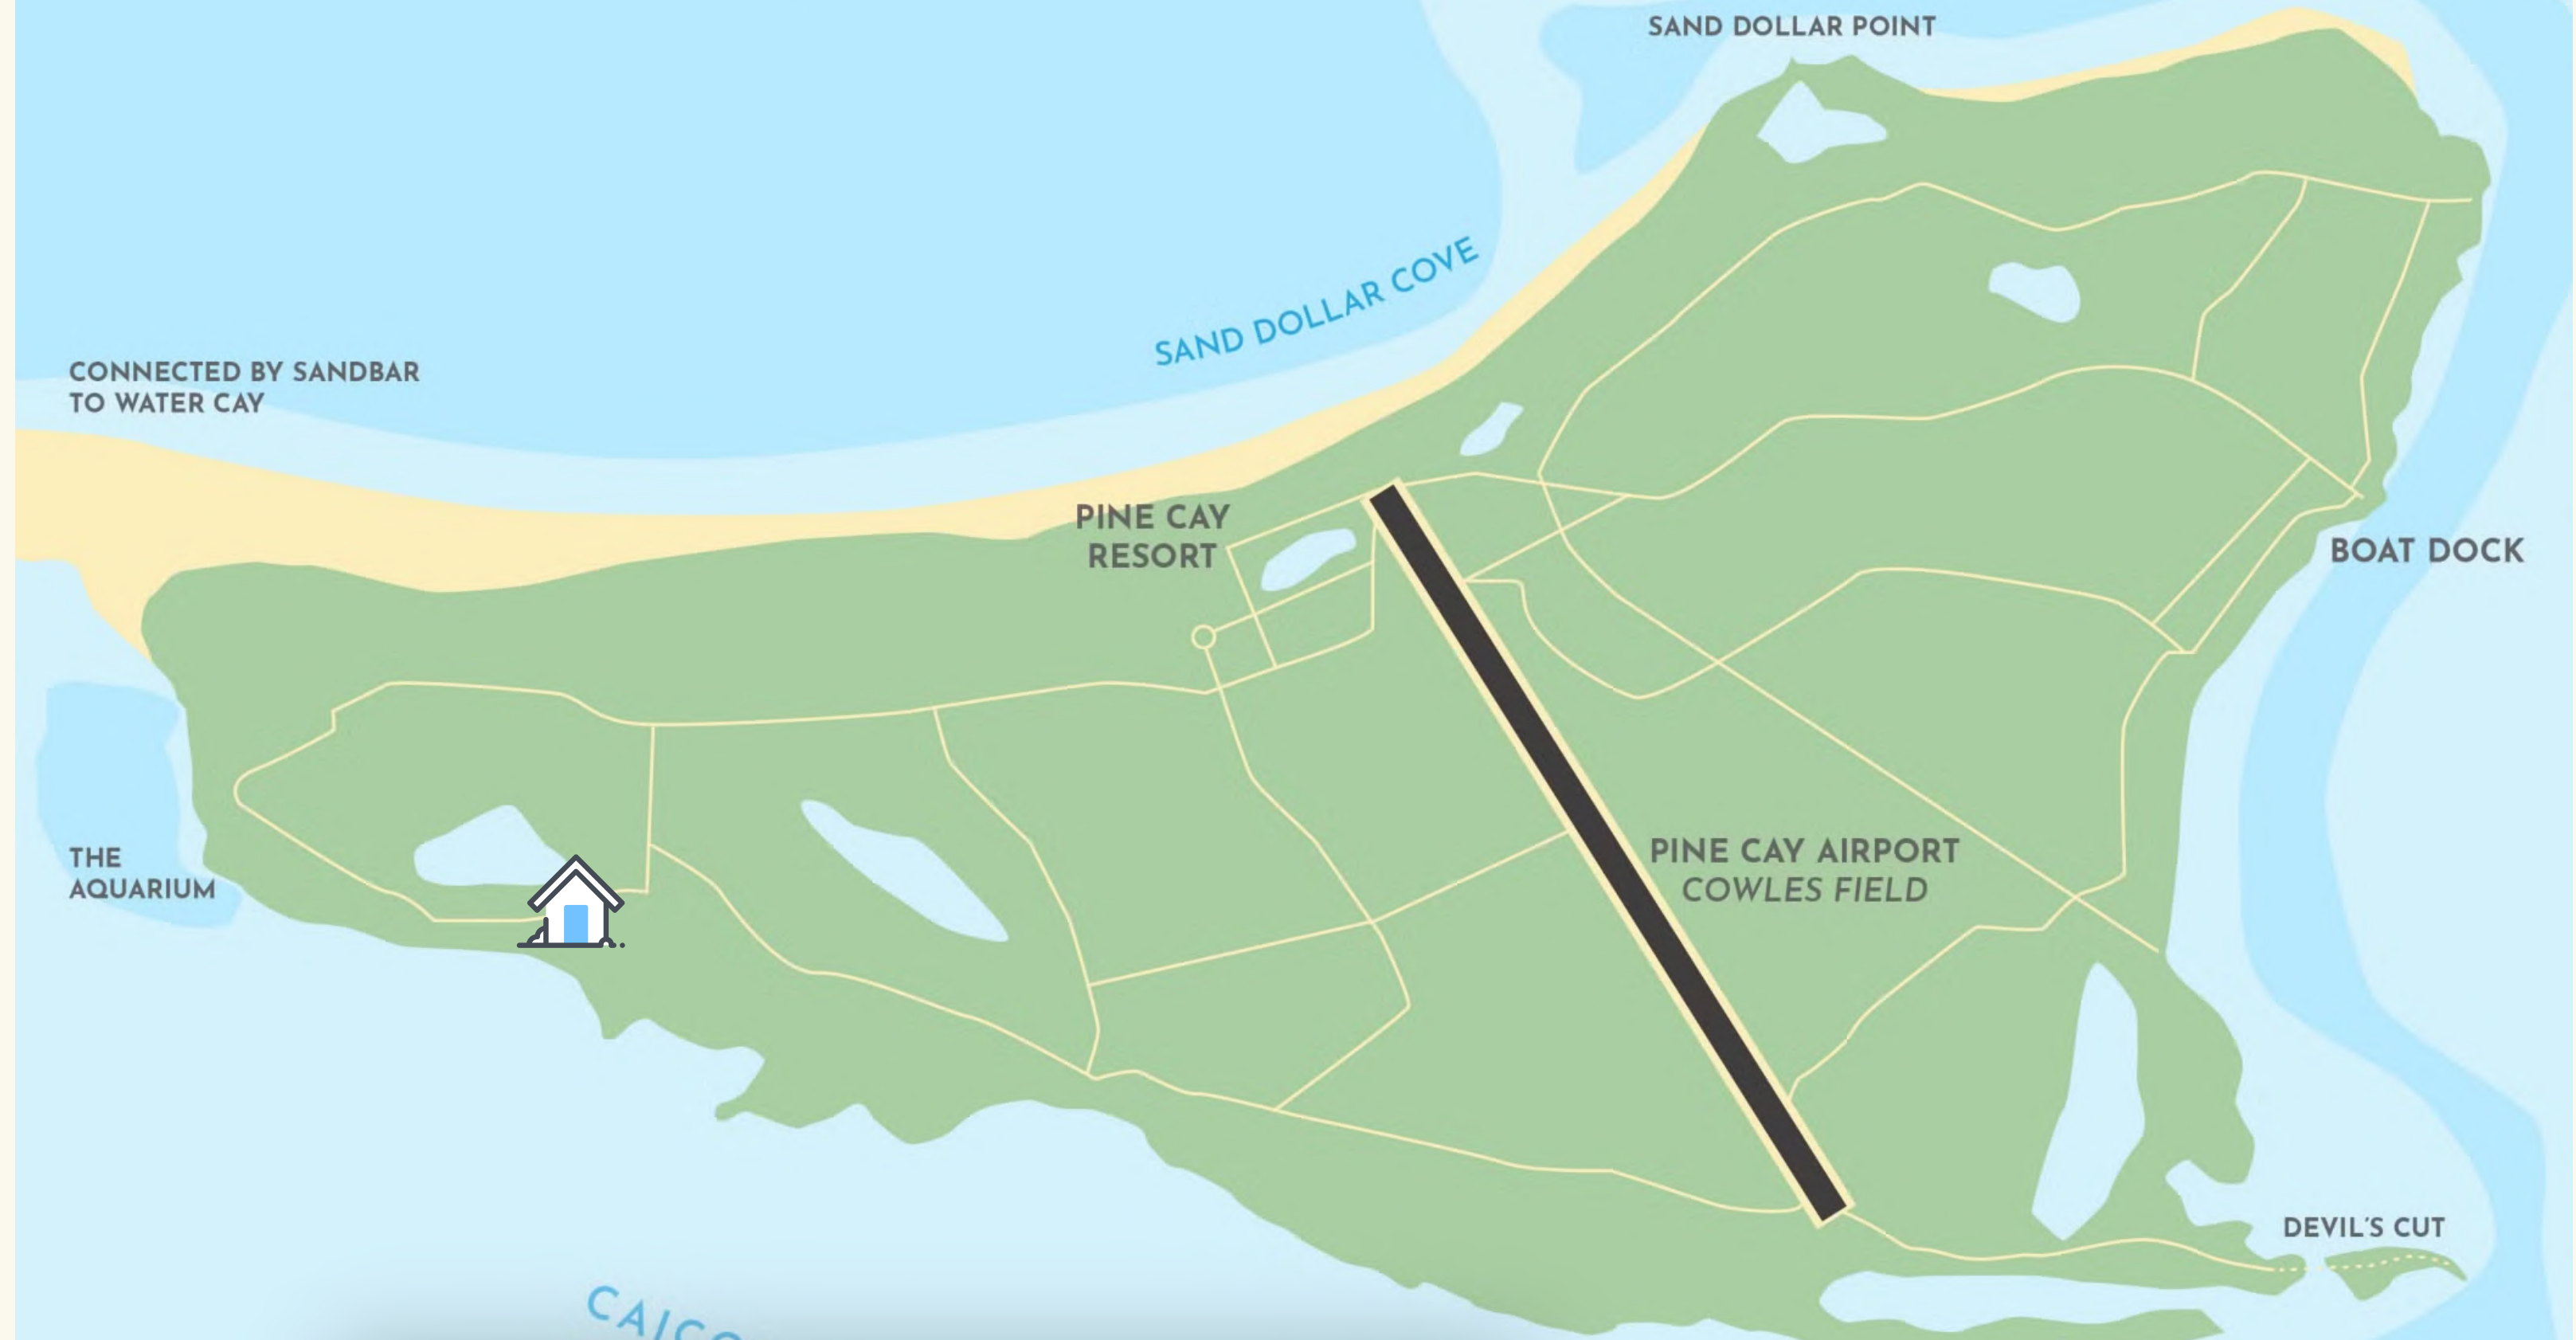 SAND DOLLAR POINT
SAND DOLLAR COVE
CONNECTED BY SANDBAR
TO WATER CAY
PINE CAY
RESORT
BOAT DOCK
THE
AQUARIUM
PINE CAY AIRPORT
COWLES FIELD
DEVIL'S CUT
CAICO